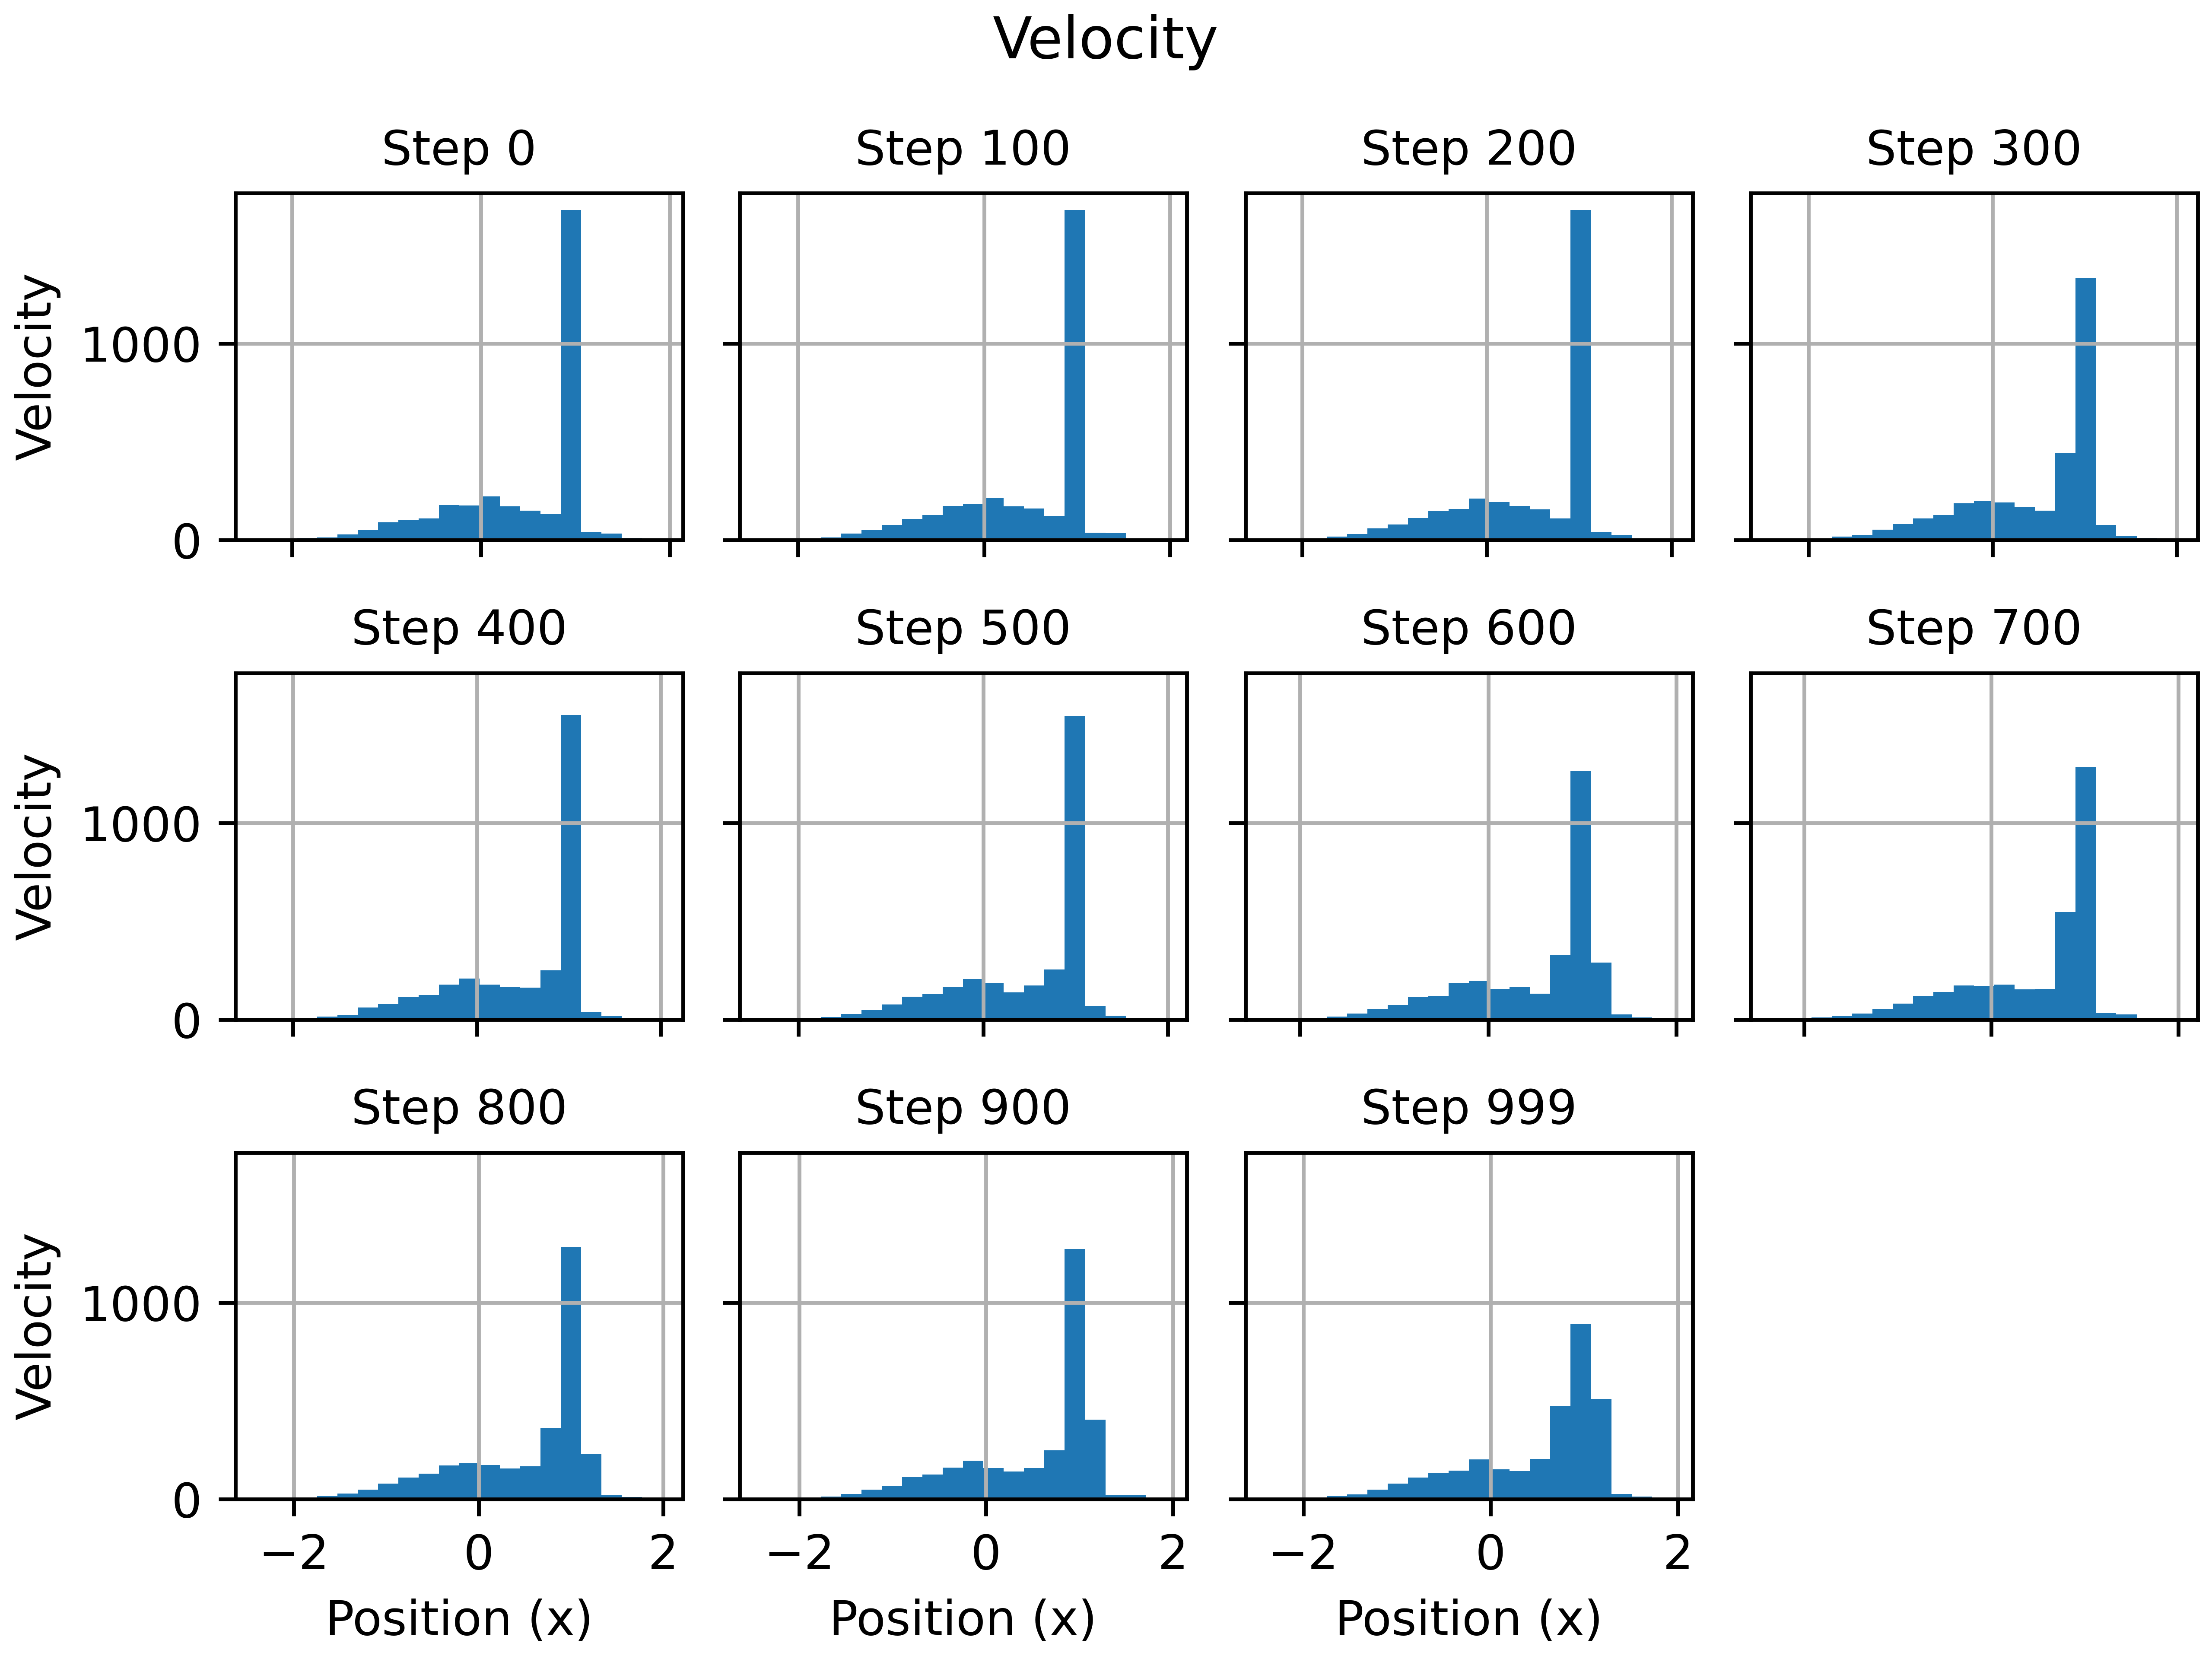 Velocity
Step 0
Step 100
Step 200
Step 300
Velocity
1000
0
Step 400
Step 500
Step 600
Step 700
Velocity
1000
0
Step 800
Step 900
Step 999
Velocity
1000
0
−2 0 2
−2 0 2
−2 0 2
Position (x)
Position (x)
Position (x)